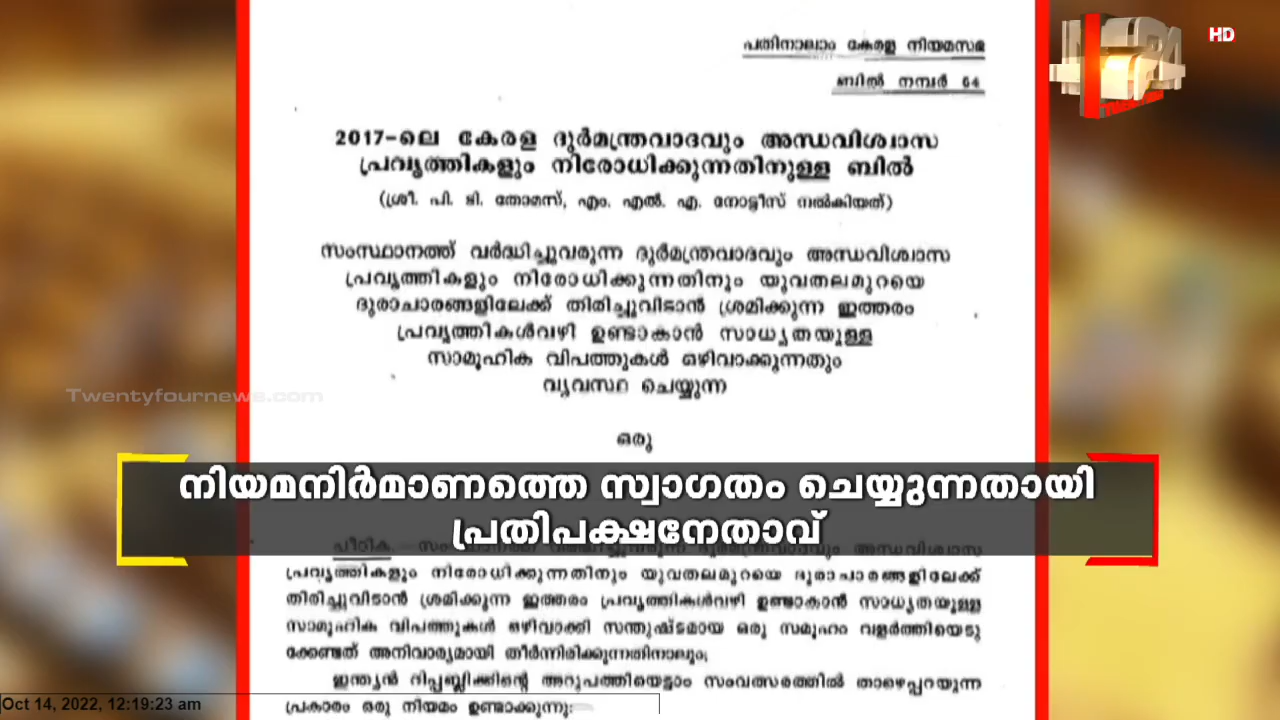 HD
പതിനാലാം കേരള നിയമസഭ
ബിൽ നമ്പർ 64
2017-ലെ കേരള ദുർമന്ത്രവാദവും അന്ധവിശ്വാസ
പ്രവൃത്തികളും നിരോധിക്കുന്നതിനുള്ള ബിൽ
(ശ്രീ. പി. ടി. തോമസ്, എം. എൽ. എ. നോട്ടീസ് നൽകിയത്)
സംസ്ഥാനത്ത് വർദ്ധിച്ചുവരുന്ന ദുർമന്ത്രവാദവും അന്ധവിശ്വാസ
പ്രവൃത്തികളും നിരോധിക്കുന്നതിനും യുവതലമുറയെ
ദുരാചാരങ്ങളിലേക്ക് തിരിച്ചുവിടാൻ ശ്രമിക്കുന്ന ഇത്തരം
പ്രവൃത്തികൾവഴി ഉണ്ടാകാൻ സാധ്യതയുള്ള
സാമൂഹിക വിപത്തുകൾ ഒഴിവാക്കുന്നതും
വ്യവസ്ഥ ചെയ്യുന്ന
Twentyfournews.com
ഒരു
നിയമനിർമാണത്തെ സ്വാഗതം ചെയ്യുന്നതായി
പ്രതിപക്ഷനേതാവ്
പീഠിക.—
പ്രവൃത്തികളും നിരോധിക്കുന്നതിനും യുവതലമുറയെ ദുരാചാരങ്ങളിലേക്ക്
തിരിച്ചുവിടാൻ ശ്രമിക്കുന്ന ഇത്തരം പ്രവൃത്തികൾവഴി ഉണ്ടാകാൻ സാധ്യതയുള്ള
സാമൂഹിക വിപത്തുകൾ ഒഴിവാക്കി സന്തുഷ്ടമായ ഒരു സമൂഹം വളർത്തിയെടു
ക്കേണ്ടത് അനിവാര്യമായി തീർന്നിരിക്കുന്നതിനാലും;
ഇന്ത്യൻ റിപ്പബ്ലിക്കിന്റെ അറുപത്തിയെട്ടാം സംവത്സരത്തിൽ താഴെപ്പറയുന്ന
പ്രകാരം ഒരു നിയമം ഉണ്ടാക്കുന്നു:
Oct 14, 2022, 12:19:23 am